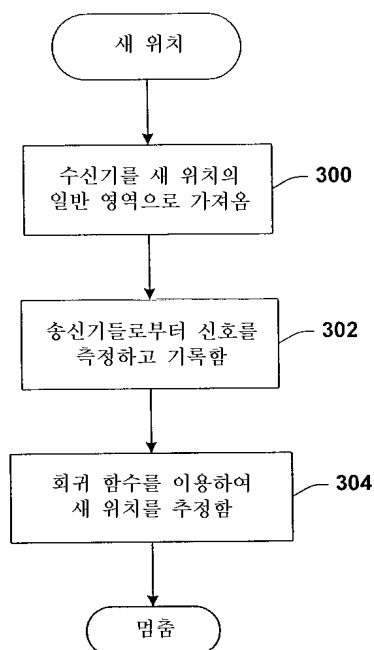 새 위치
수신기를 새 위치의
일반 영역으로 가져옴
300
송신기들로부터 신호를
측정하고 기록함
302
회귀 함수를 이용하여
새 위치를 추정함
304
멈춤